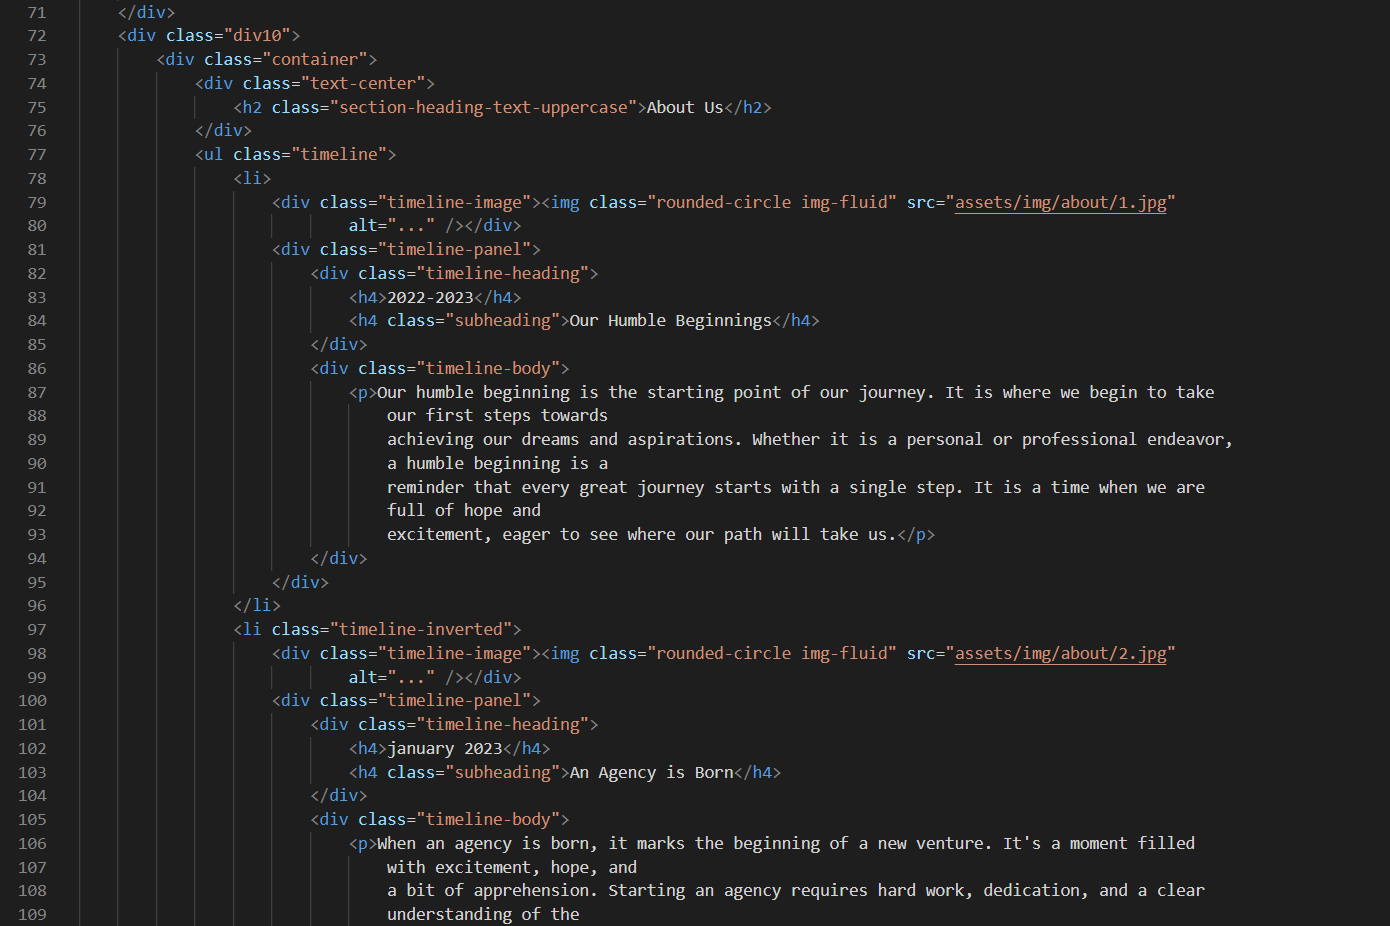 71 </div>
72 <div class="div10">
73 <div class="container">
74 <div class="text-center">
75 <h2 class="section-heading-text-uppercase">About Us</h2>
76 </div>
77 <ul class="timeline">
78 <li>
79 <div class="timeline-image"><img class="rounded-circle img-fluid" src="assets/img/about/1.jpg"
80 alt="..." /></div>
81 <div class="timeline-panel">
82 <div class="timeline-heading">
83 <h4>2022-2023</h4>
84 <h4 class="subheading">Our Humble Beginnings</h4>
85 </div>
86 <div class="timeline-body">
87 <p>Our humble beginning is the starting point of our journey. It is where we begin to take
88 our first steps towards
89 achieving our dreams and aspirations. Whether it is a personal or professional endeavor,
90 a humble beginning is a
91 reminder that every great journey starts with a single step. It is a time when we are
92 full of hope and
93 excitement, eager to see where our path will take us.</p>
94 </div>
95 </div>
96 </li>
97 <li class="timeline-inverted">
98 <div class="timeline-image"><img class="rounded-circle img-fluid" src="assets/img/about/2.jpg"
99 alt="..." /></div>
100 <div class="timeline-panel">
101 <div class="timeline-heading">
102 <h4>january 2023</h4>
103 <h4 class="subheading">An Agency is Born</h4>
104 </div>
105 <div class="timeline-body">
106 <p>When an agency is born, it marks the beginning of a new venture. It's a moment filled
107 with excitement, hope, and
108 a bit of apprehension. Starting an agency requires hard work, dedication, and a clear
109 understanding of the